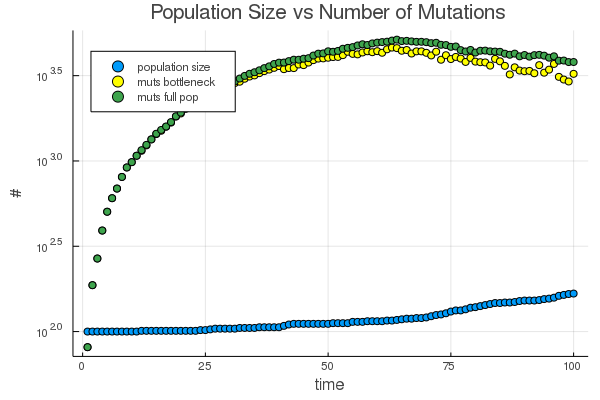 Population Size vs Number of Mutations
population size
muts bottleneck
muts full pop
#
10^3.5
10^3.0
10^2.5
10^2.0
0 25 50 75 100
time